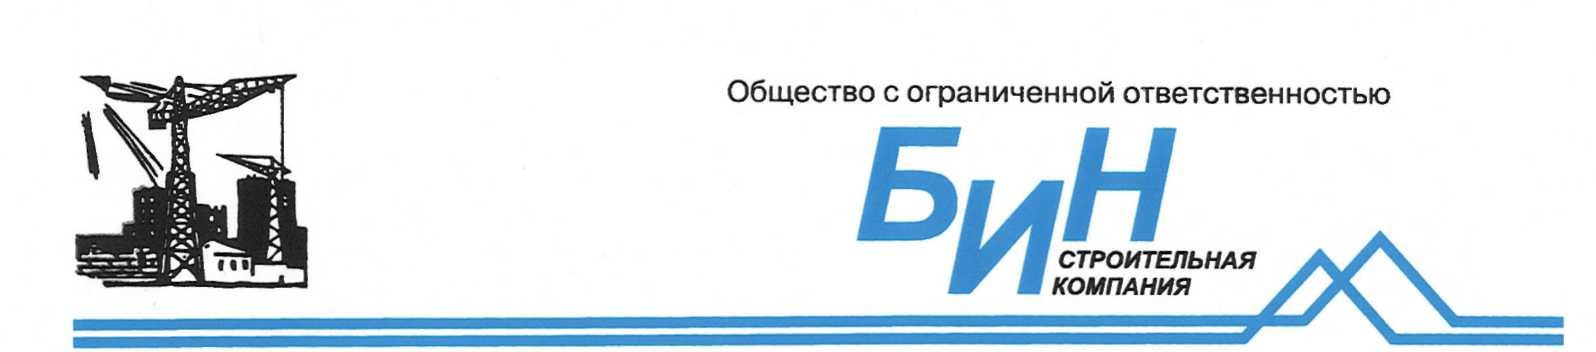 Общество с ограниченной ответственностью
БИН
СТРОИТЕЛЬНАЯ
КОМПАНИЯ